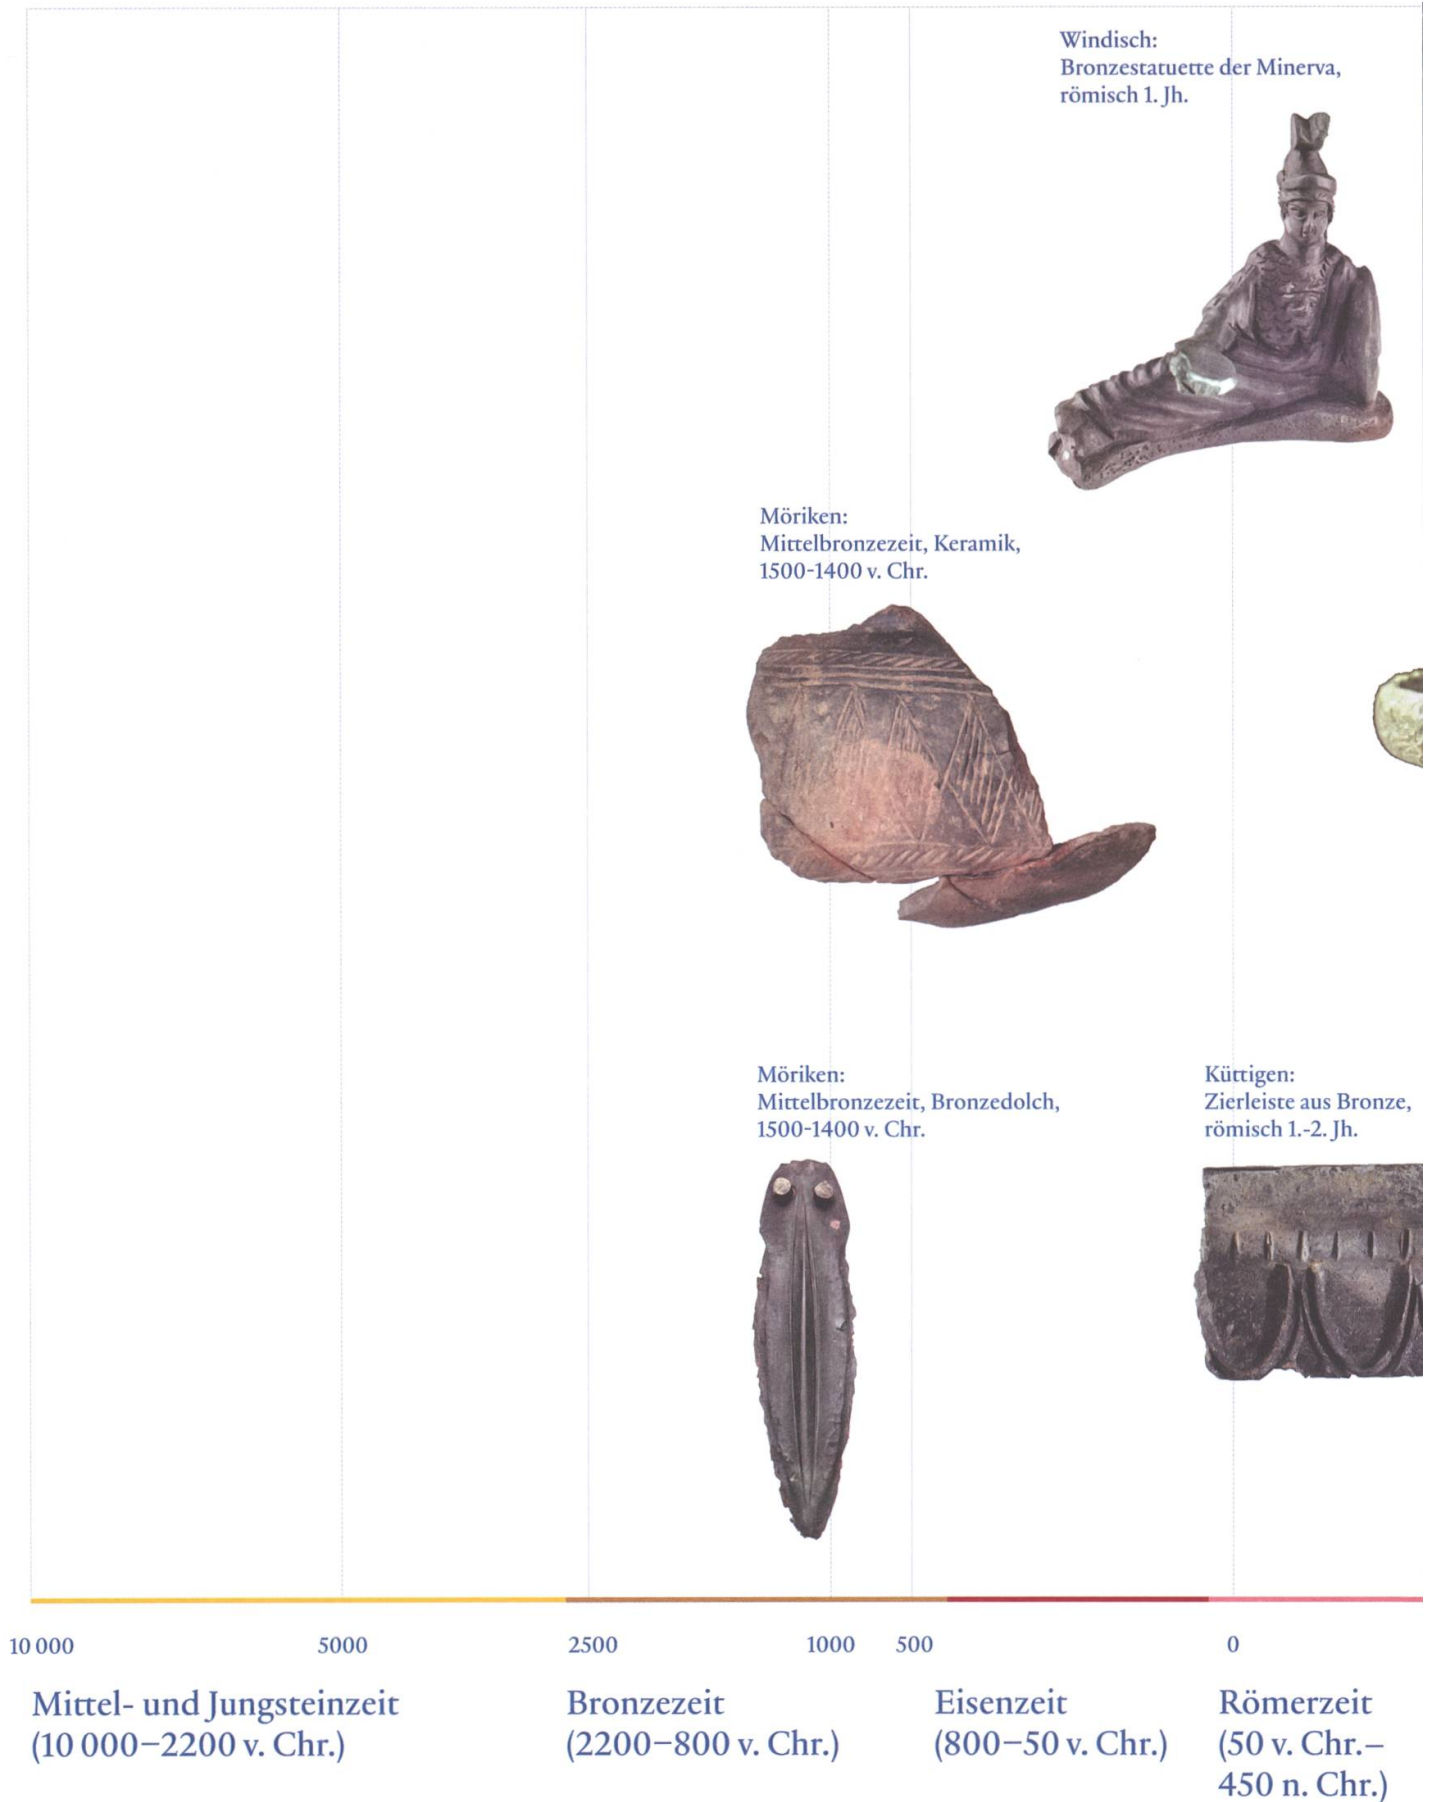 Windisch:
Bronzestatuette der Minerva,
römisch 1. Jh.
Möriken:
Mittelbronzezeit, Keramik,
1500-1400 v. Chr.
Möriken:
Mittelbronzezeit, Bronzedolch,
1500-1400 v. Chr.
Küttigen:
Zierleiste aus Bronze,
römisch 1.-2. Jh.
10 000 5000 2500 1000 500 0
Mittel- und Jungsteinzeit
(10 000–2200 v. Chr.)
Bronzezeit
(2200–800 v. Chr.)
Eisenzeit
(800–50 v. Chr.)
Römerzeit
(50 v. Chr.–
450 n. Chr.)